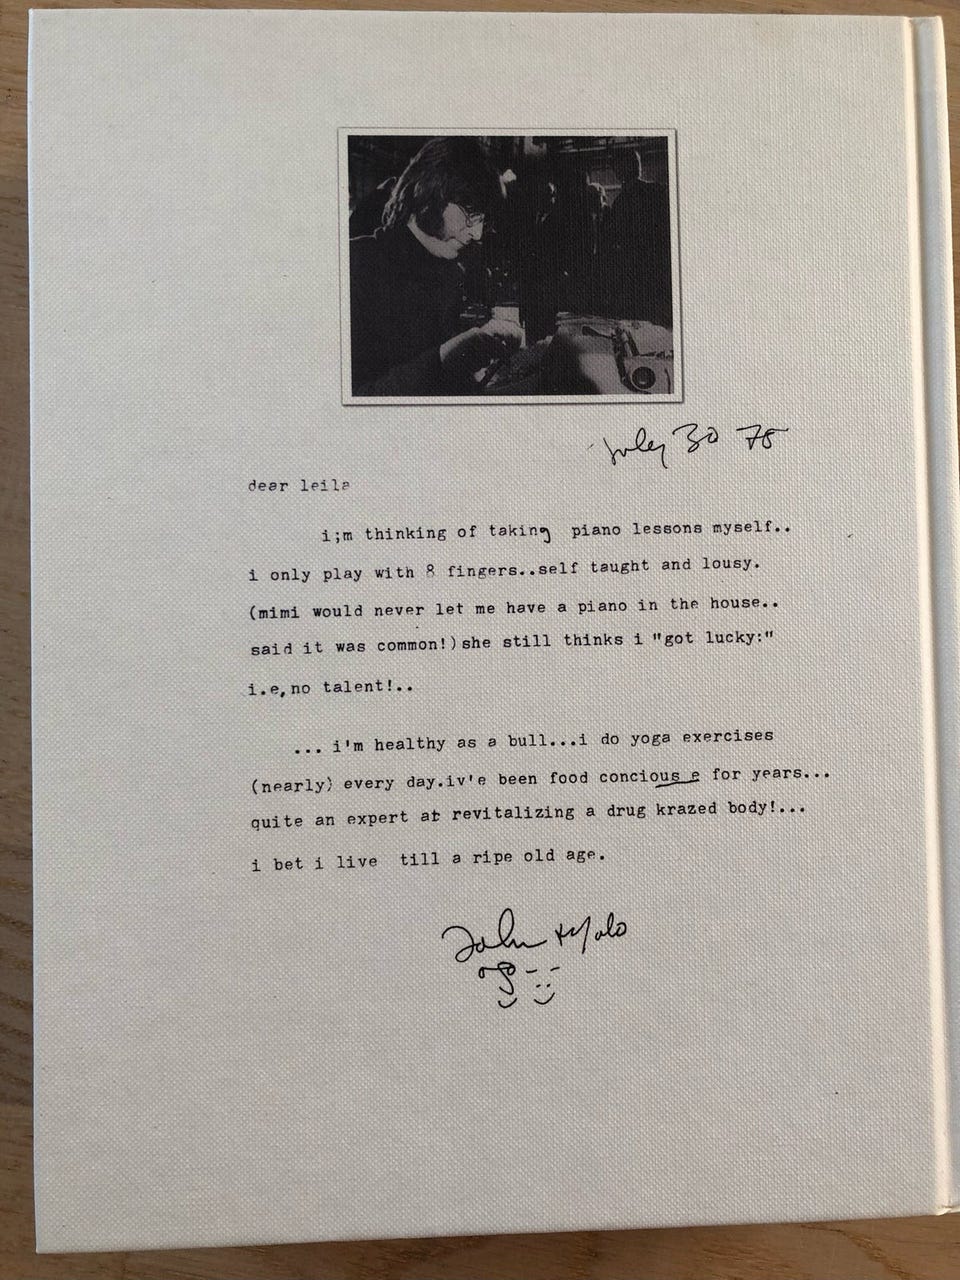 July 30 75
dear leila
i;m thinking of taking piano lessons myself..
i only play with 8 fingers..self taught and lousy.
(mimi would never let me have a piano in the house..
said it was common!)she still thinks i "got lucky:"
i.e,no talent!..
... i'm healthy as a bull...i do yoga exercises
(nearly) every day.iv'e been food concious e for years...
quite an expert at revitalizing a drug krazed body!...
i bet i live till a ripe old age.
John + Yoko